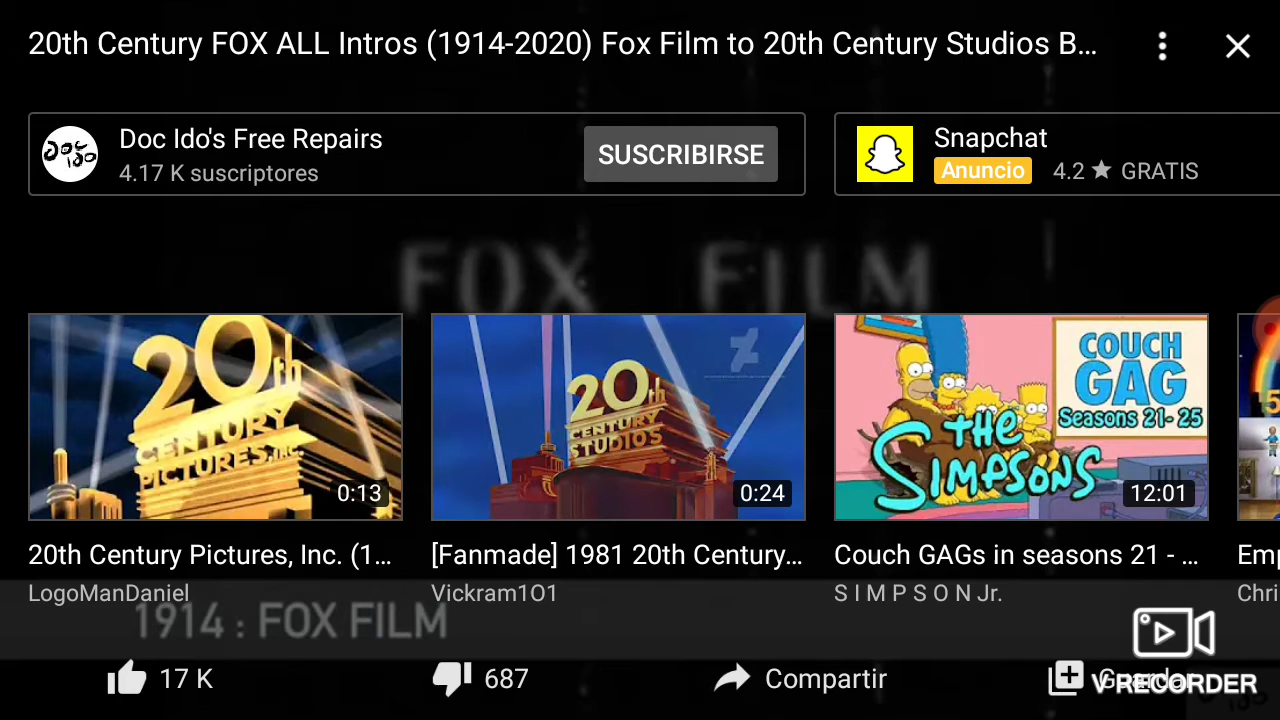 20th Century FOX ALL Intros (1914-2020) Fox Film to 20th Century Studios B...
Doc Ido's Free Repairs
4.17 K suscriptores
SUSCRIBIRSE
Snapchat
Anuncio 4.2 ★ GRATIS
FOX FILM
20th
CENTURY
PICTURES, INC.
0:13
20th
CENTURY
STUDIOS
0:24
COUCH
GAG
Seasons 21-25
THE
SIMPSONS
12:01
20th Century Pictures, Inc. (1...
[Fanmade] 1981 20th Century...
Couch GAGs in seasons 21 - ...
Emp
LogoManDaniel
Vickram1O1
S I M P S O N Jr.
Chri
1914 : FOX FILM
17 K
687
Compartir
Guardar
V RECORDER